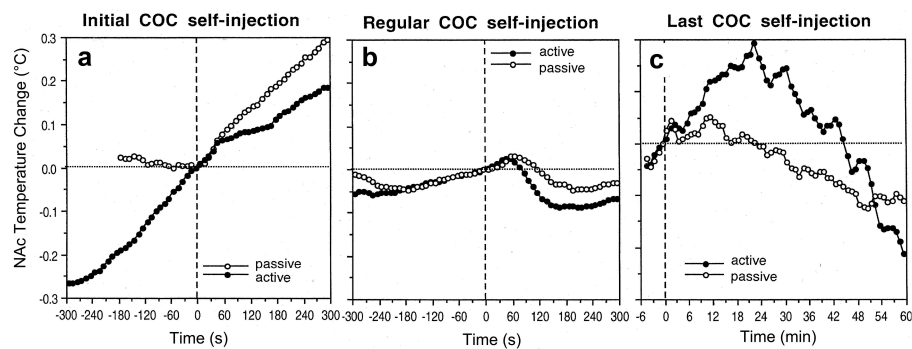 Initial COC self-injection
Regular COC self-injection
Last COC self-injection
NAc Temperature Change (°C)
a
0.3
0.2
0.1
0.0
-0.1
-0.2
-0.3
passive
active
-300 -240 -180 -120 -60 0 60 120 180 240 300
Time (s)
b
active
passive
-300 -240 -180 -120 -60 0 60 120 180 240 300
Time (s)
c
active
passive
-6 0 6 12 18 24 30 36 42 48 54 60
Time (min)